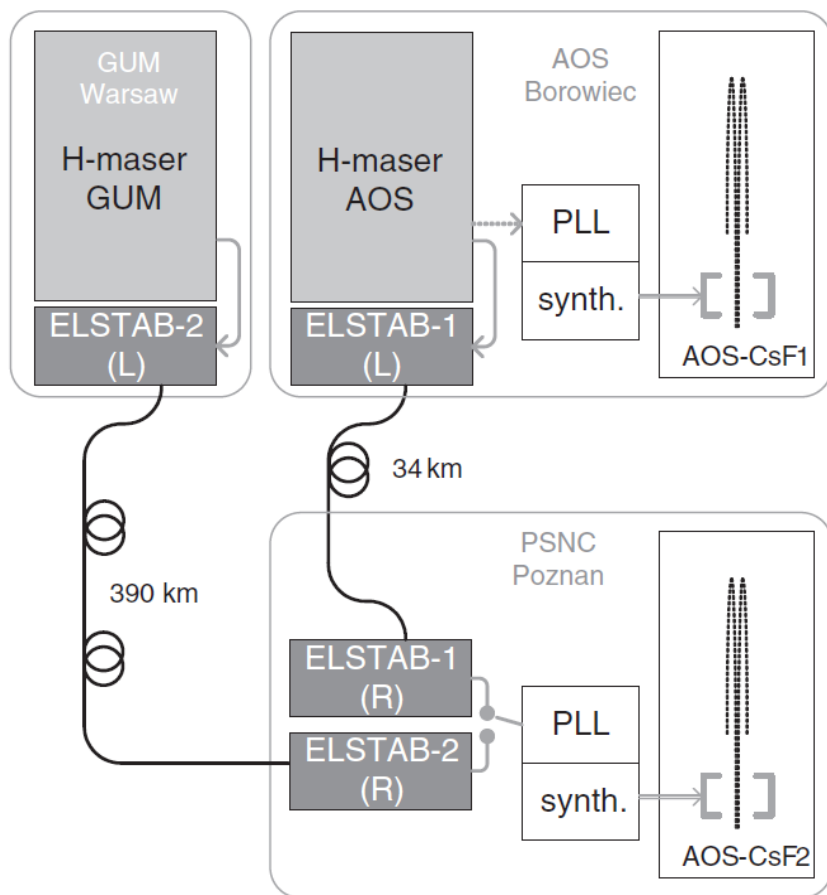 GUM
Warsaw
H-maser
GUM
ELSTAB-2
(L)
H-maser
AOS
ELSTAB-1
(L)
AOS
Borowiec
PLL
synth.
AOS-CsF1
34 km
390 km
PSNC
Poznan
ELSTAB-1
(R)
ELSTAB-2
(R)
PLL
synth.
AOS-CsF2